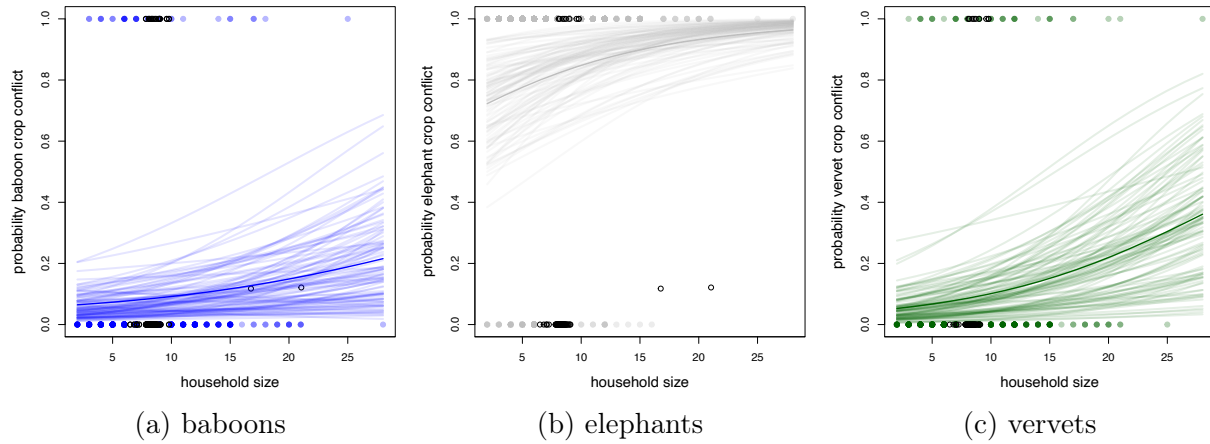 probability baboon crop conflict
1.0
0.8
0.6
0.4
0.2
0.0
5 10 15 20 25
household size
(a) baboons
probability elephant crop conflict
1.0
0.8
0.6
0.4
0.2
0.0
5 10 15 20 25
household size
(b) elephants
probability vervet crop conflict
1.0
0.8
0.6
0.4
0.2
0.0
5 10 15 20 25
household size
(c) vervets